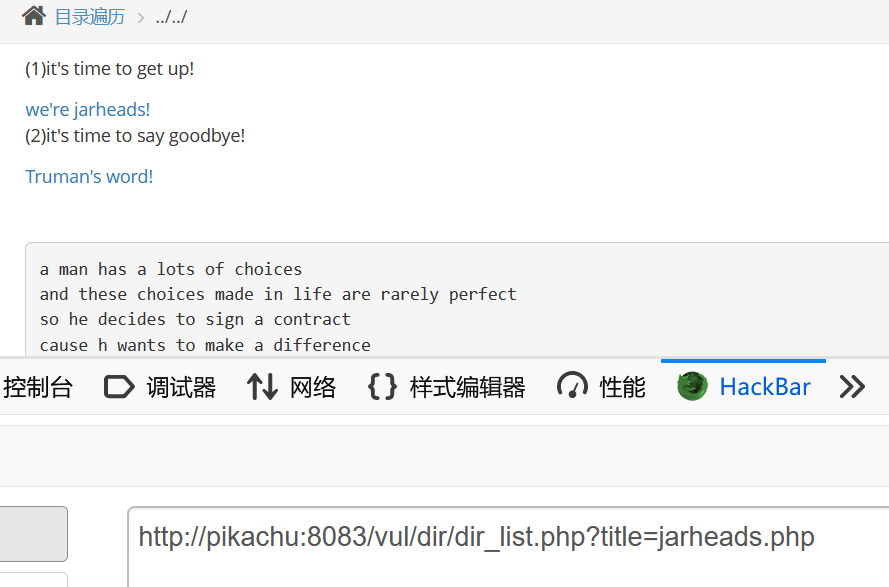 目录遍历 > ../../
(1)it's time to get up!
we're jarheads!
(2)it's time to say goodbye!
Truman's word!
a man has a lots of choices
and these choices made in life are rarely perfect
so he decides to sign a contract
cause h wants to make a difference
控制台 调试器 网络 {} 样式编辑器 性能 HackBar
http://pikachu:8083/vul/dir/dir_list.php?title=jarheads.php